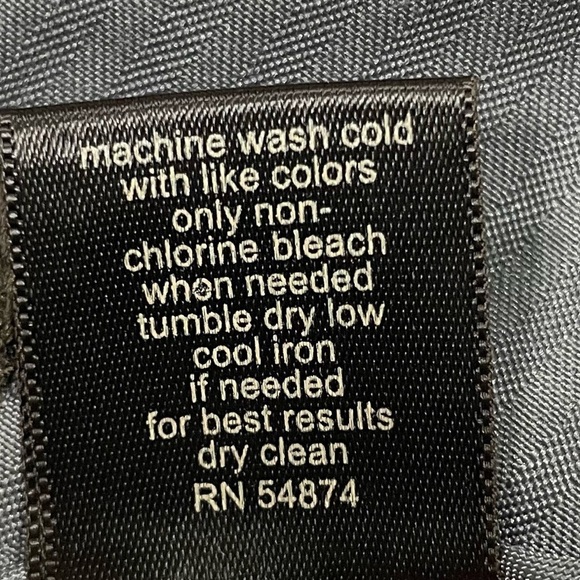 machine wash cold
with like colors
only non-
chlorine bleach
when needed
tumble dry low
cool iron
if needed
for best results
dry clean
RN 54874